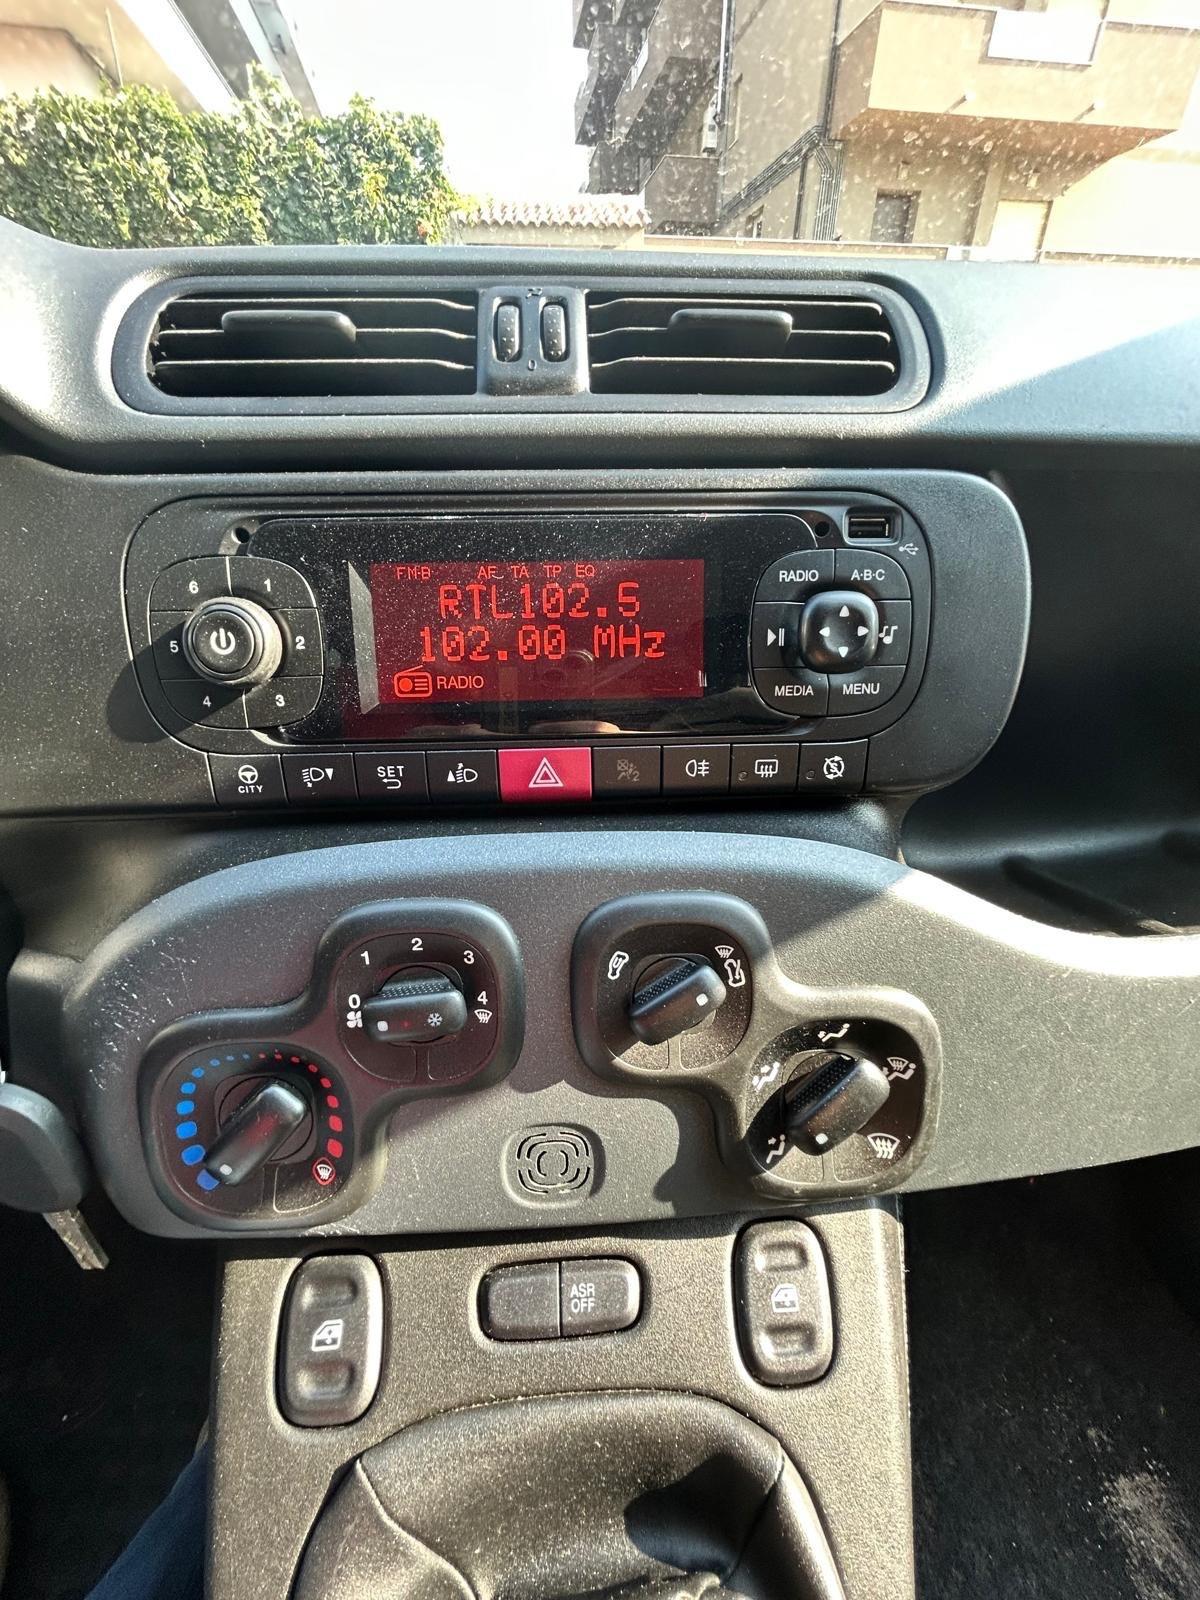 FM-B AF TA TP EQ
RTL102.5
102.00 MHz
RADIO
6 1
5 2
4 3
RADIO A·B·C
MEDIA MENU
CITY
SET
2
0 1 2 3 4
ASR
OFF